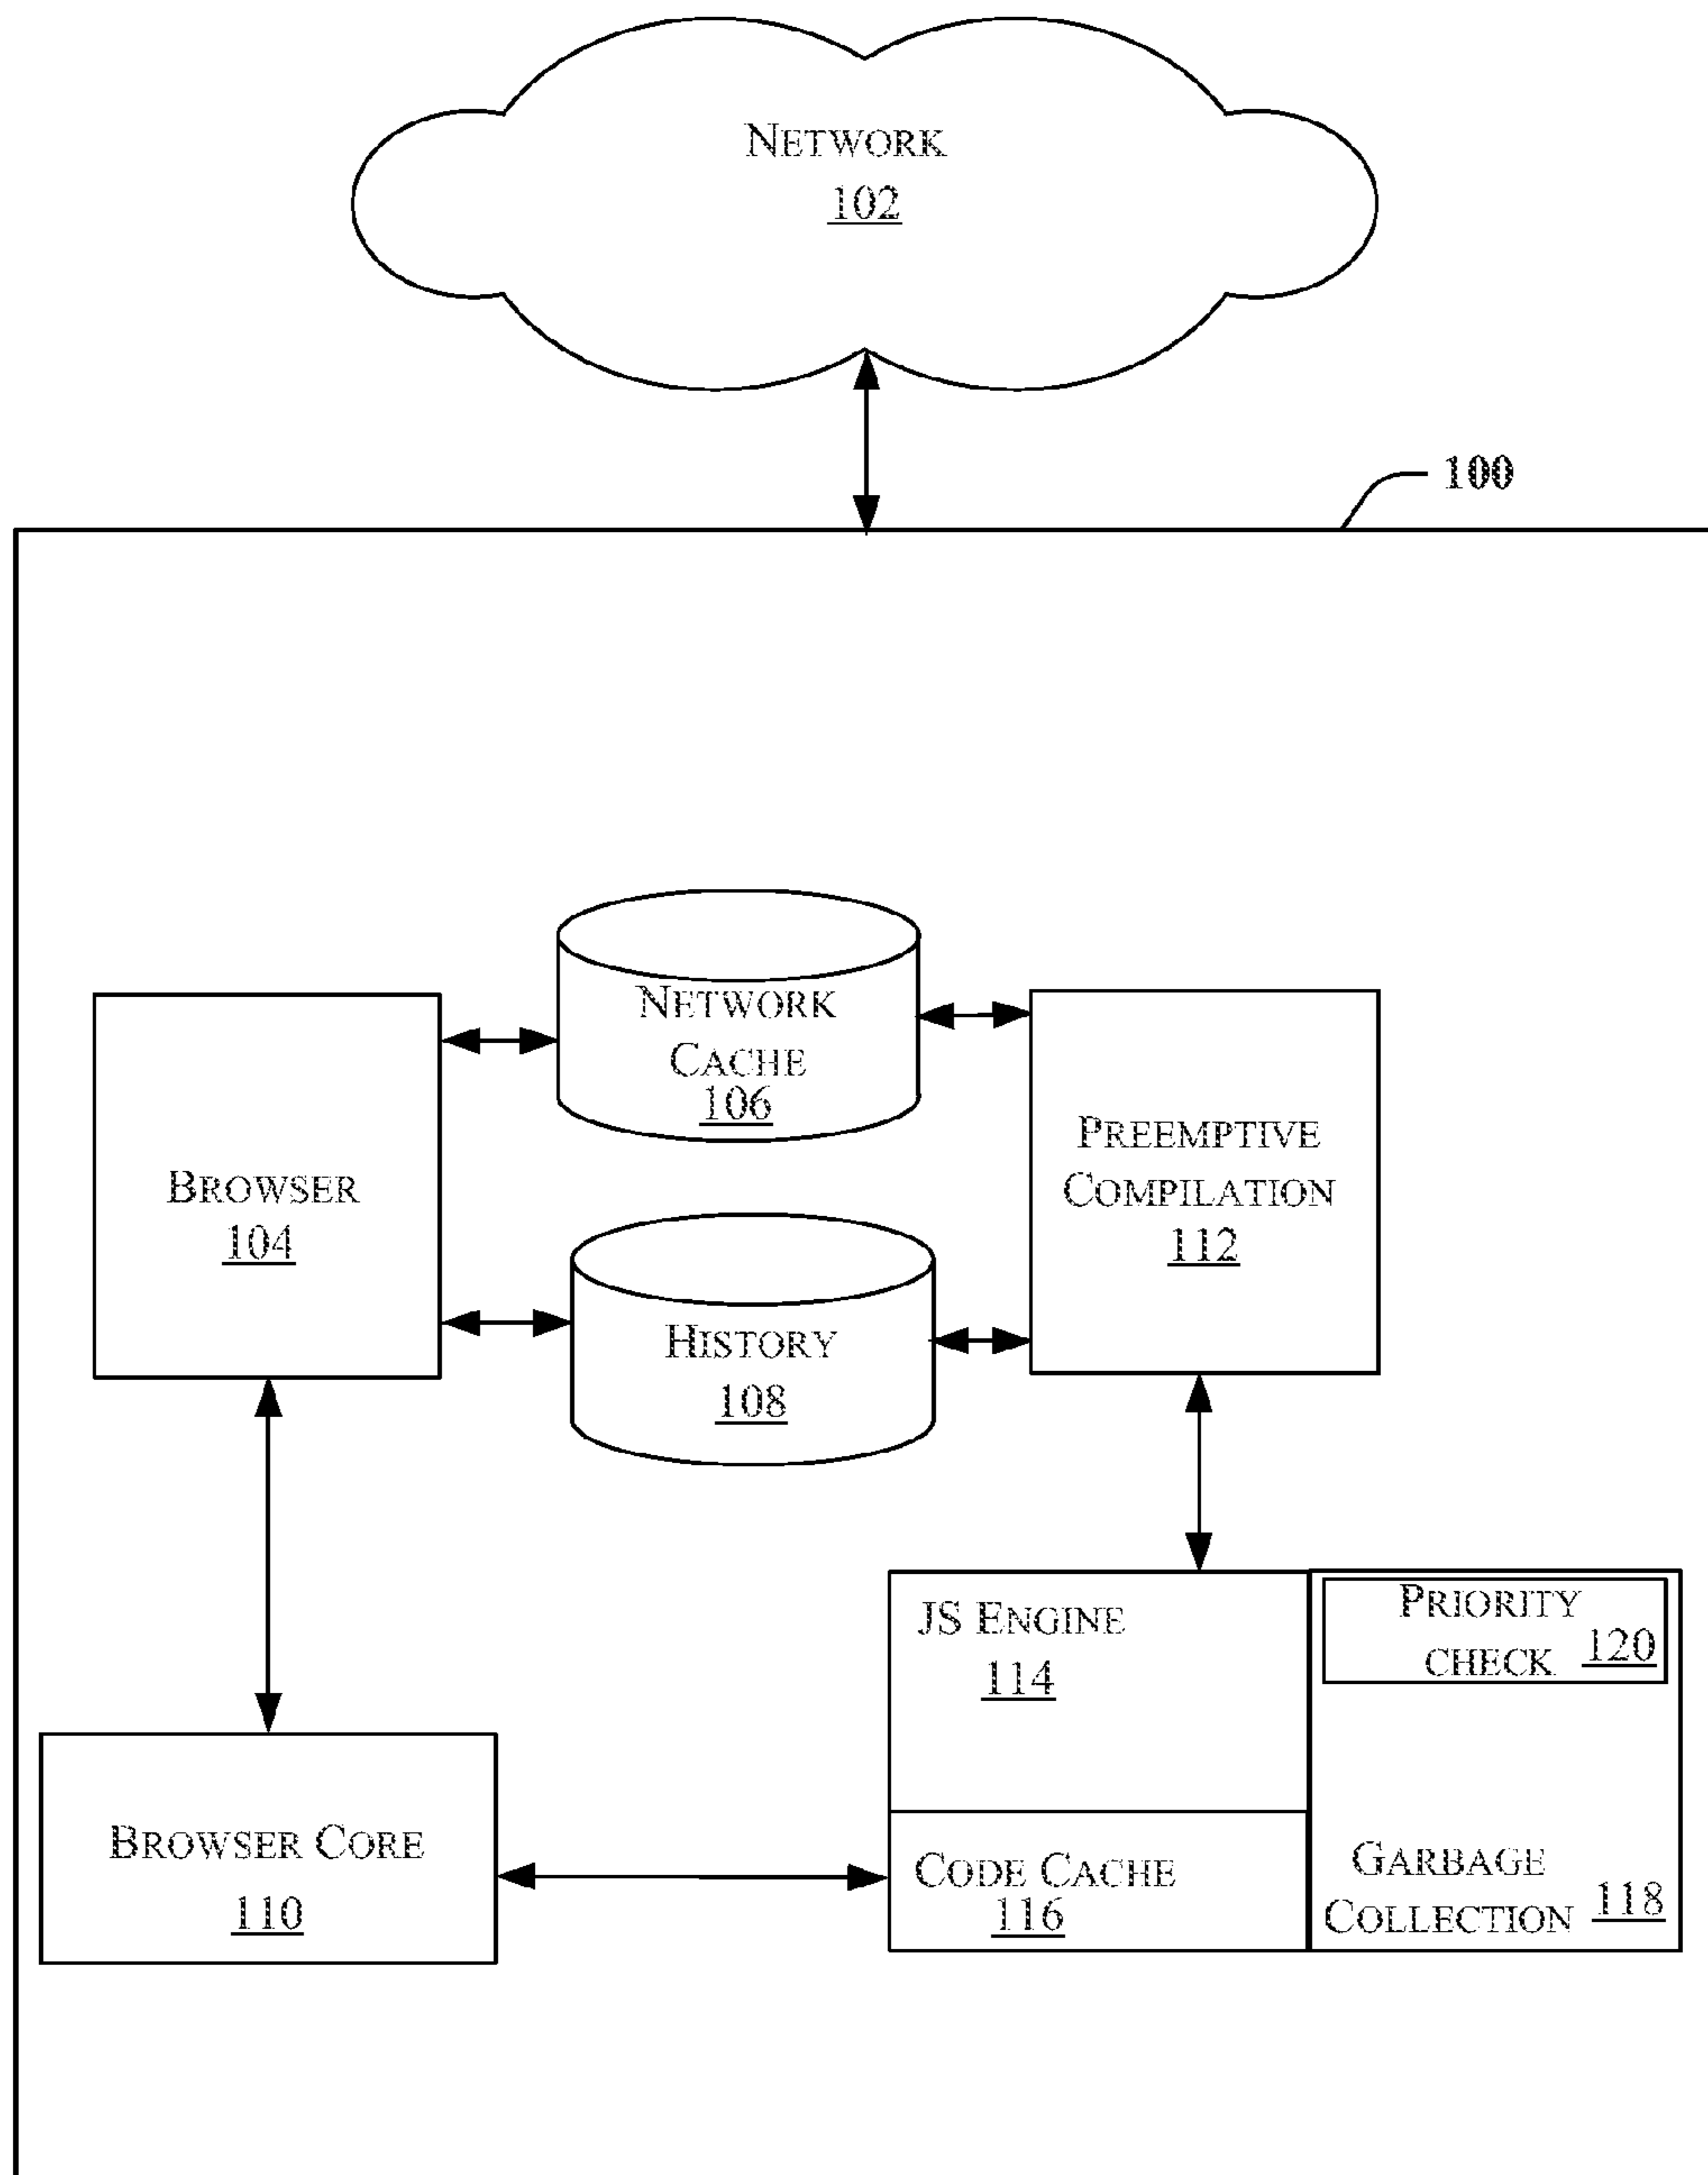 NETWORK
102
100
NETWORK
CACHE
106
BROWSER
104
PREEMPTIVE
COMPILATION
112
HISTORY
108
JS ENGINE
114
PRIORITY
CHECK 120
BROWSER CORE
110
CODE CACHE
116
GARBAGE
COLLECTION 118